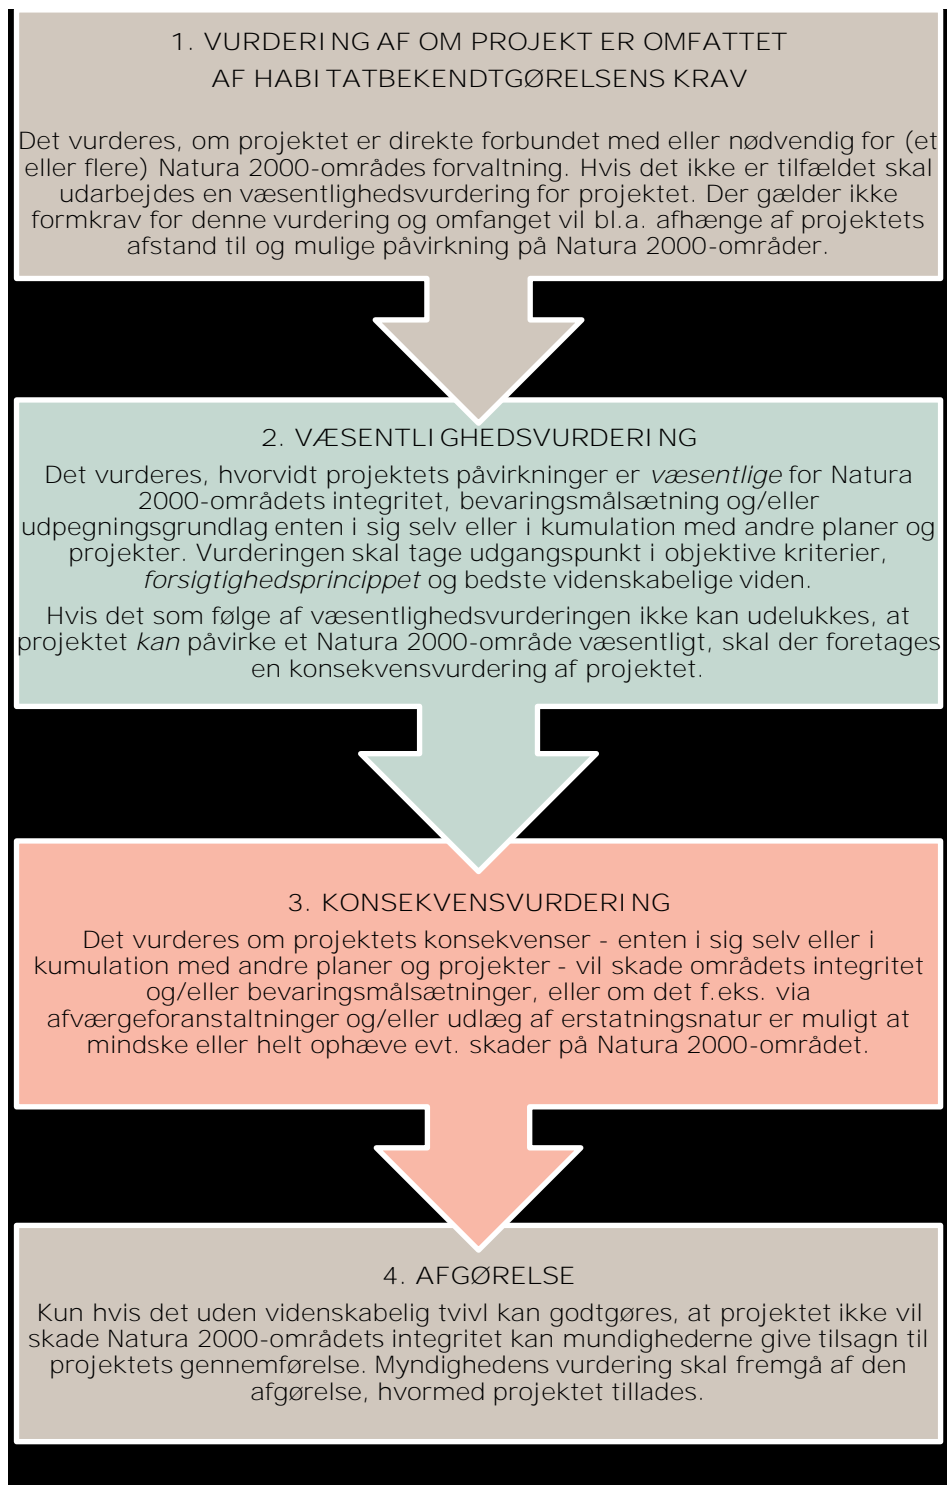 1. VURDERING AF OM PROJEKT ER OMFATTET
AF HABITATBEKENDTGØRELSENS KRAV
Det vurderes, om projektet er direkte forbundet med eller nødvendig for (et
eller flere) Natura 2000-områdes forvaltning. Hvis det ikke er tilfældet skal
udarbejdes en væsentlighedsvurdering for projektet. Der gælder ikke
formkrav for denne vurdering og omfanget vil bl.a. afhænge af projektets
afstand til og mulige påvirkning på Natura 2000-områder.
2. VÆSENTLIGHEDSVURDERING
Det vurderes, hvorvidt projektets påvirkninger er væsentlige for Natura
2000-områdets integritet, bevaringsmålsætning og/eller
udpegningsgrundlag enten i sig selv eller i kumulation med andre planer og
projekter. Vurderingen skal tage udgangspunkt i objektive kriterier,
forsigtighedsprincippet og bedste videnskabelige viden.
Hvis det som følge af væsentlighedsvurderingen ikke kan udelukkes, at
projektet kan påvirke et Natura 2000-område væsentligt, skal der foretages
en konsekvensvurdering af projektet.
3. KONSEKVENSVURDERING
Det vurderes om projektets konsekvenser - enten i sig selv eller i
kumulation med andre planer og projekter - vil skade områdets integritet
og/eller bevaringsmålsætninger, eller om det f.eks. via
afværgeforanstaltninger og/eller udlæg af erstatningsnatur er muligt at
mindske eller helt ophæve evt. skader på Natura 2000-området.
4. AFGØRELSE
Kun hvis det uden videnskabelig tvivl kan godtgøres, at projektet ikke vil
skade Natura 2000-områdets integritet kan mundighederne give tilsagn til
projektets gennemførelse. Myndighedens vurdering skal fremgå af den
afgørelse, hvormed projektet tillades.